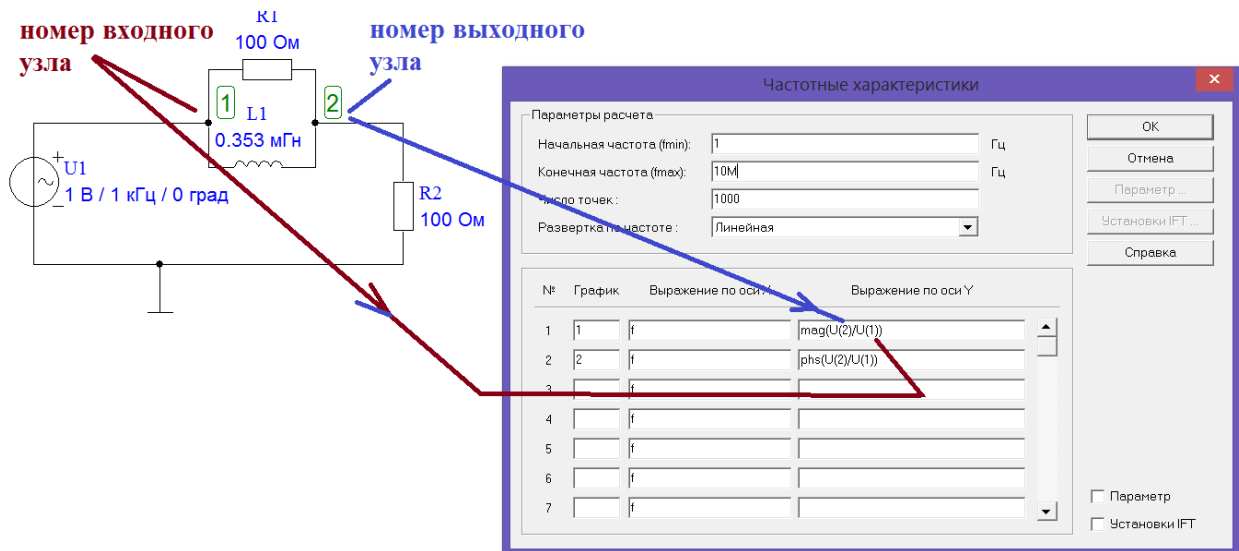 номер входного
узла
R1
100 Ом
номер выходного
узла
1
L1
0.353 мГн
2
U1
1 В / 1 кГц / 0 град
R2
100 Ом
Частотные характеристики
Параметры расчета
Начальная частота (fmin): 1 Гц
Конечная частота (fmax): 10M Гц
Число точек: 1000
Развертка по частоте: Линейная
OK
Отмена
Параметр ...
Установки IFT ...
Справка
№ График Выражение по оси X Выражение по оси Y
1 1 f mag(U(2)/U(1))
2 2 f phs(U(2)/U(1))
3 f
4 f
5 f
6 f
7 f
Параметр
Установки IFT